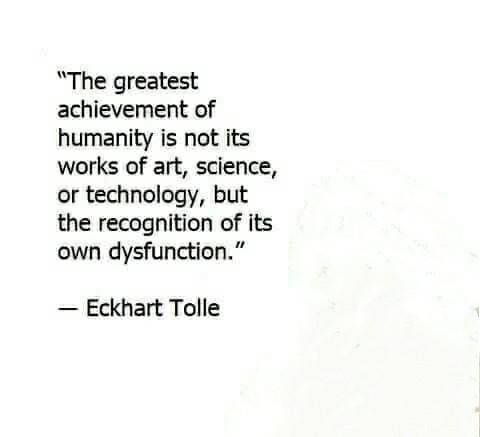 “The greatest
achievement of
humanity is not its
works of art, science,
or technology, but
the recognition of its
own dysfunction.”
— Eckhart Tolle